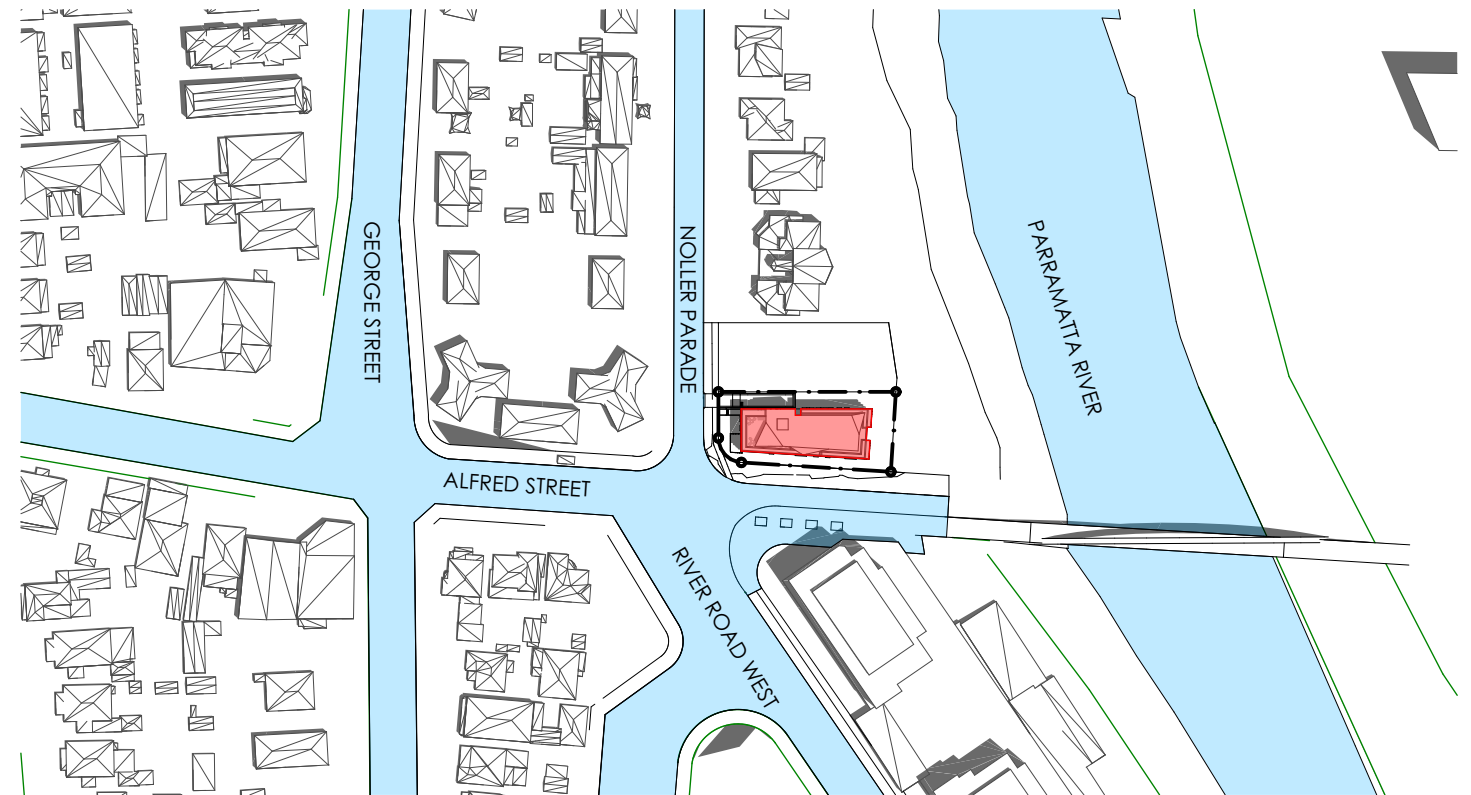 GEORGE STREET
NOLLER PARADE
PARRAMATTA RIVER
ALFRED STREET
RIVER ROAD WEST